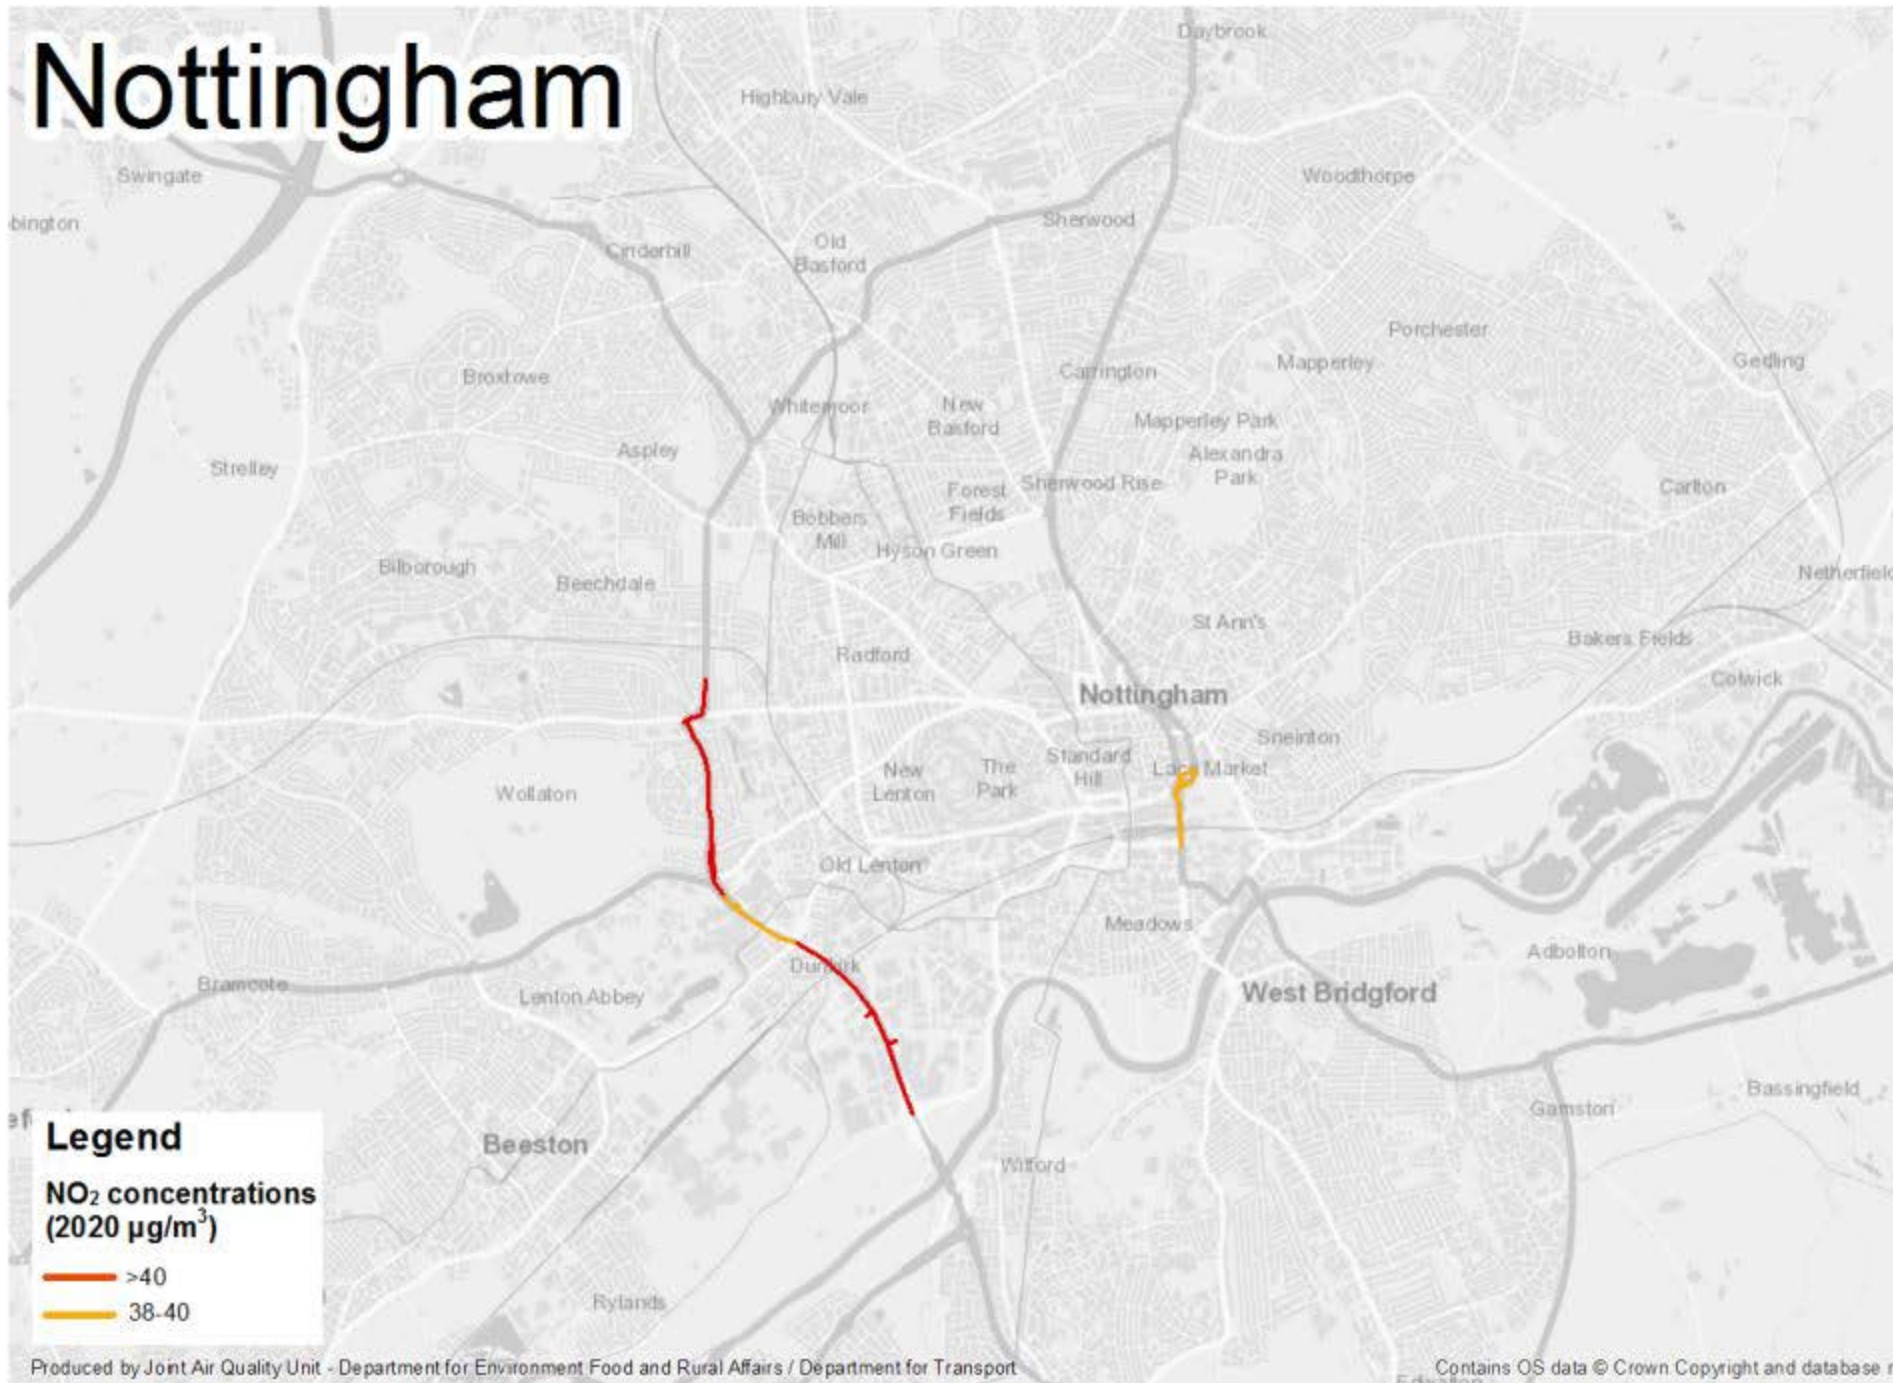 Nottingham
Daybrook
Highbury Vale
Swingate
Woodthorpe
bington
Sherwood
Cinderhill
Old
Basford
Porchester
Gedling
Mapperley
Carrington
Broxtowe
Whitemoor
New
Basford
Mapperley Park
Aspley
Alexandra
Park
Strelley
Sherwood Rise
Carlton
Forest
Fields
Bobbers
Mill
Hyson Green
Bilborough
Beechdale
Netherfield
St Ann's
Bakers Fields
Radford
Colwick
Nottingham
Sneinton
Standard
Hill
Lace Market
The
Park
New
Lenton
Wollaton
Old Lenton
Meadows
Adbolton
Dunkirk
Bramcote
Lenton Abbey
West Bridgford
Bassingfield
Gamston
Beeston
Wilford
Rylands
Legend
NO₂ concentrations
(2020 µg/m³)
>40
38-40
Produced by Joint Air Quality Unit - Department for Environment Food and Rural Affairs / Department for Transport
Contains OS data © Crown Copyright and database r